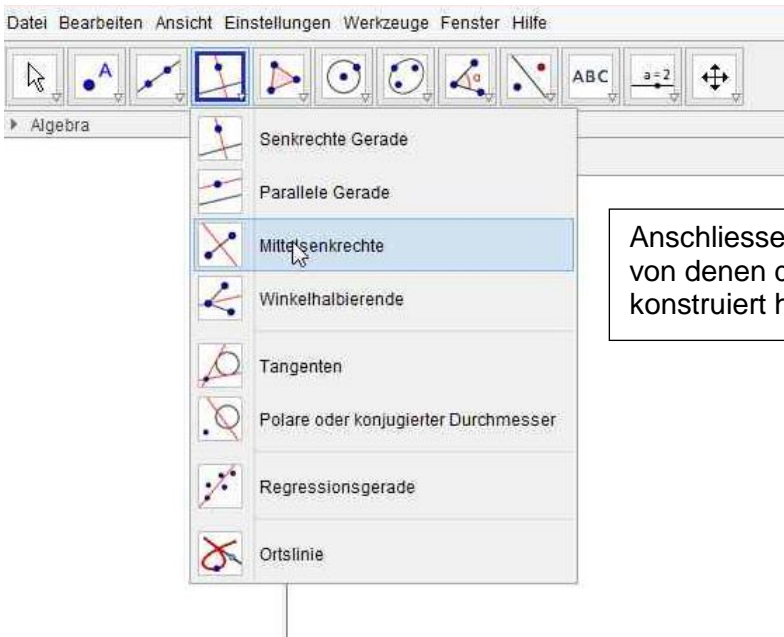 Datei Bearbeiten Ansicht Einstellungen Werkzeuge Fenster Hilfe
A α ABC a=2
Algebra
Senkrechte Gerade
Parallele Gerade
Mittelsenkrechte
Winkelhalbierende
Tangenten
Polare oder konjugierter Durchmesser
Regressionsgerade
Ortslinie
Anschliesse
von denen
konstruiert